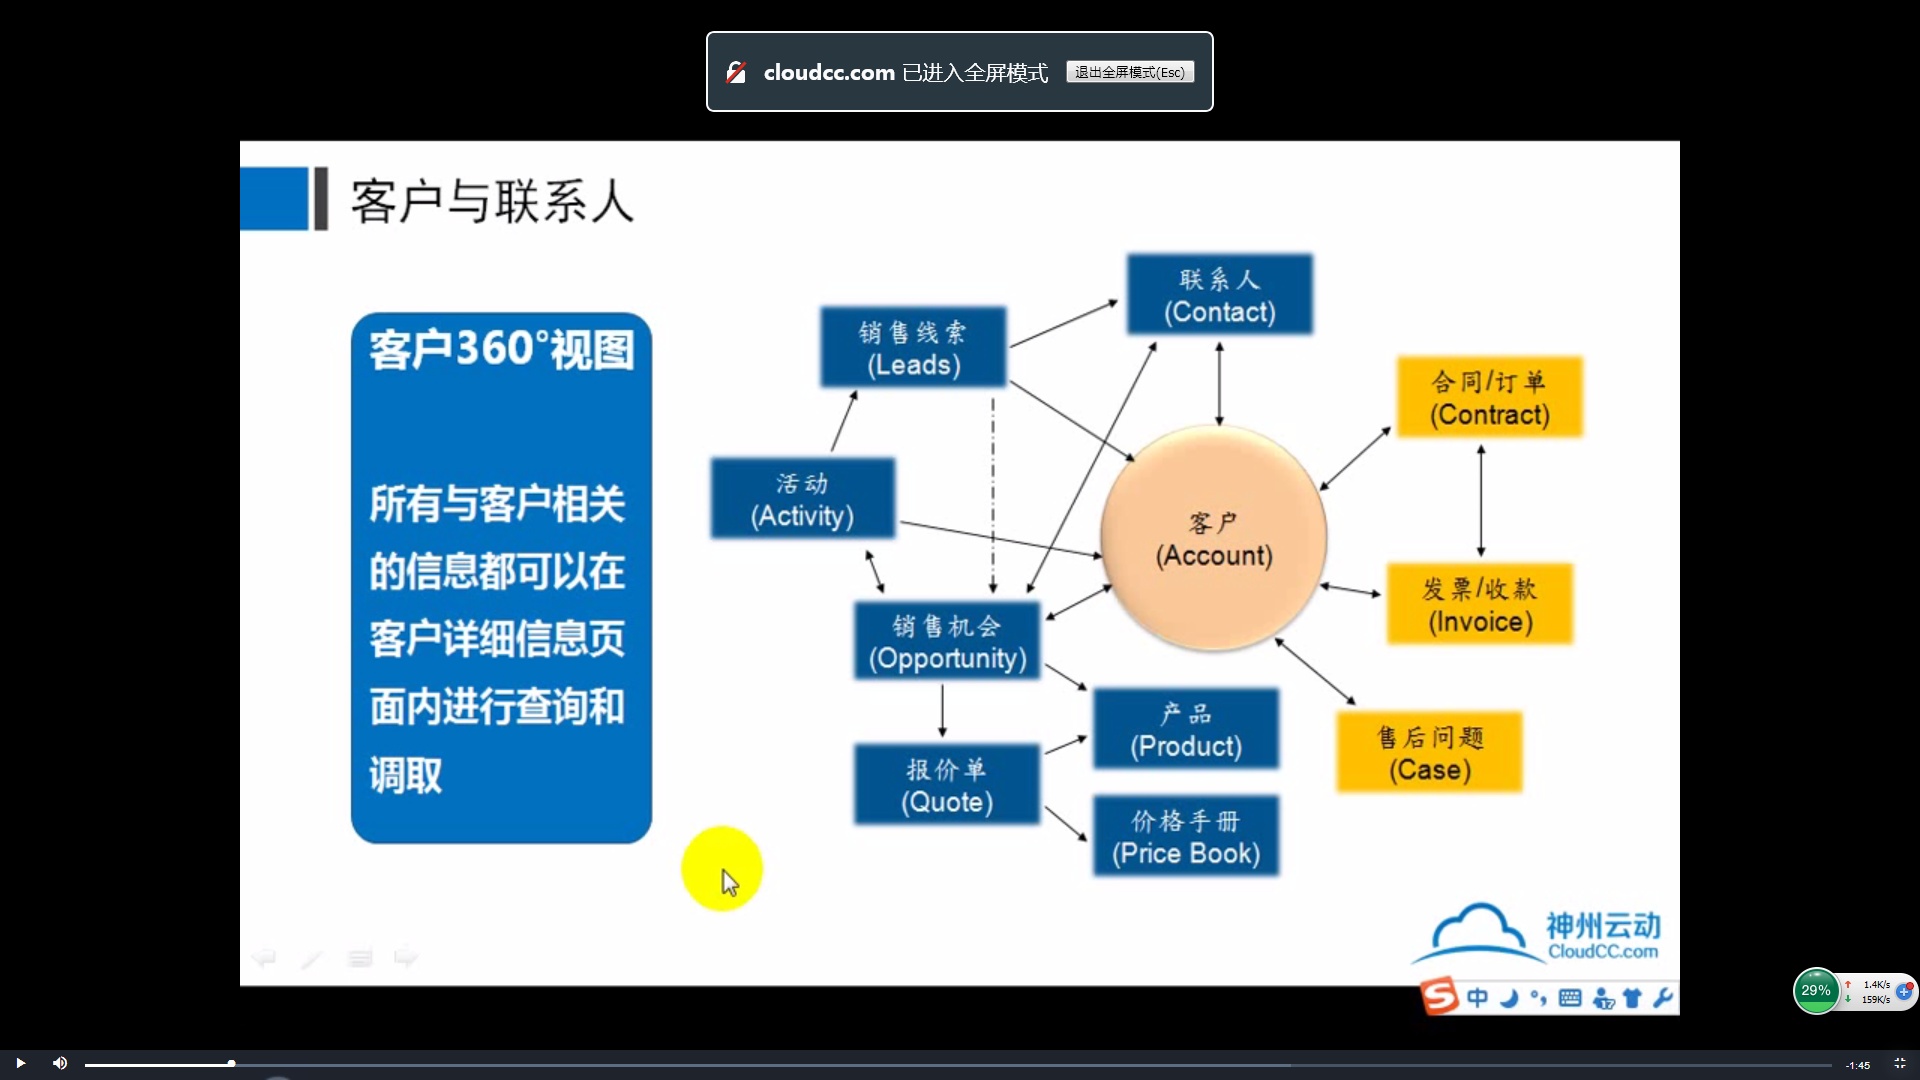 cloudcc.com 已进入全屏模式 退出全屏模式(Esc)
客户与联系人
客户360°视图
所有与客户相关
的信息都可以在
客户详细信息页
面内进行查询和
调取
联系人
(Contact)
销售线索
(Leads)
合同/订单
(Contract)
活动
(Activity)
客户
(Account)
发票/收款
(Invoice)
销售机会
(Opportunity)
产品
(Product)
售后问题
(Case)
报价单
(Quote)
价格手册
(Price Book)
神州云动
CloudCC.com
中
29%
1.4K/s
159K/s
-1:45